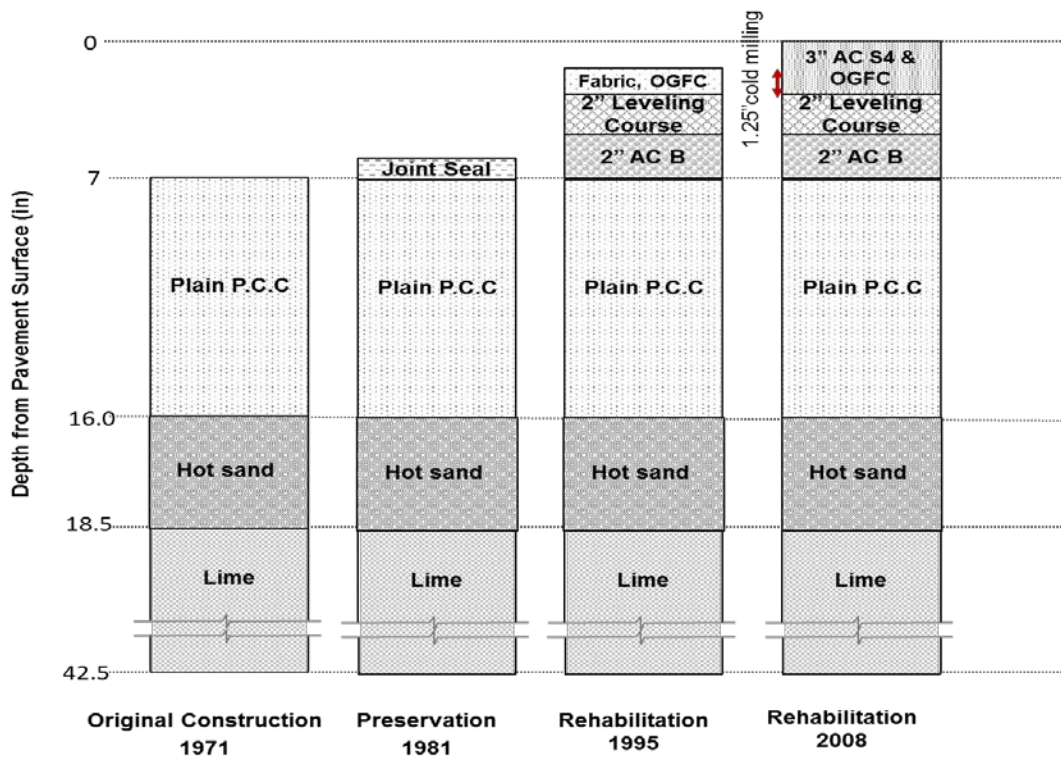 Depth from Pavement Surface (in)
0
7
16.0
18.5
42.5
Plain P.C.C
Hot sand
Lime
Original Construction
1971
Joint Seal
Plain P.C.C
Hot sand
Lime
Preservation
1981
Fabric, OGFC
2” Leveling
Course
2” AC B
Plain P.C.C
Hot sand
Lime
Rehabilitation
1995
1.25”cold milling
3” AC S4 &
OGFC
2” Leveling
Course
2” AC B
Plain P.C.C
Hot sand
Lime
Rehabilitation
2008